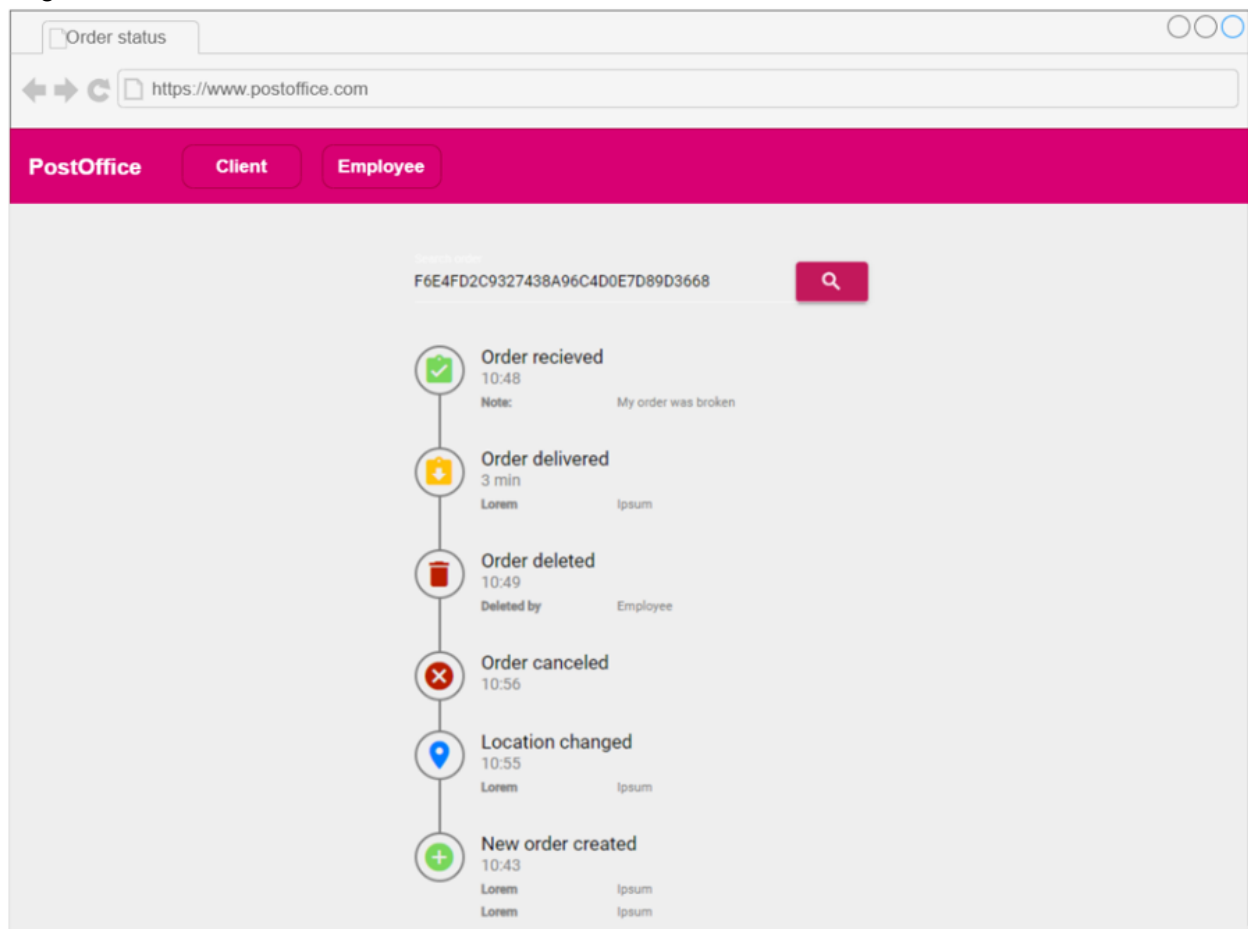 Order status
https://www.postoffice.com
PostOffice Client Employee
Search order
F6E4FD2C9327438A96C4D0E7D89D3668
Order recieved
10:48
Note: My order was broken
Order delivered
3 min
Lorem Ipsum
Order deleted
10:49
Deleted by Employee
Order canceled
10:56
Location changed
10:55
Lorem Ipsum
New order created
10:43
Lorem Ipsum
Lorem Ipsum